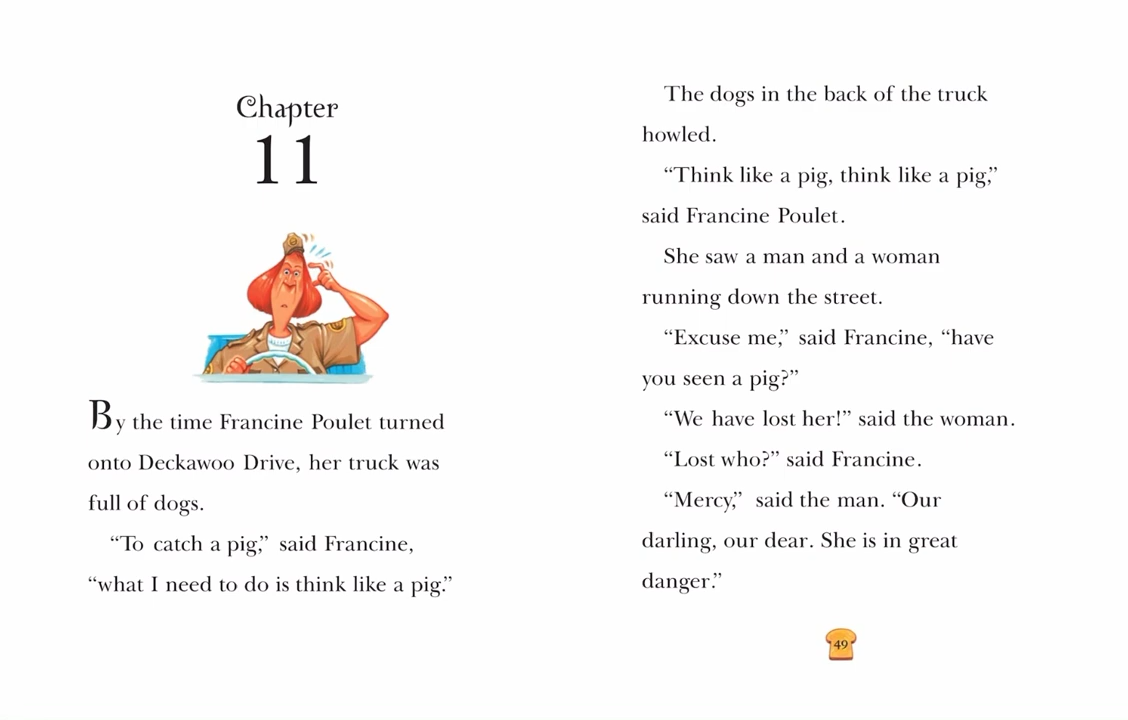 Chapter
11
By the time Francine Poulet turned
onto Deckawoo Drive, her truck was
full of dogs.
“To catch a pig,” said Francine,
“what I need to do is think like a pig.”
The dogs in the back of the truck
howled.
“Think like a pig, think like a pig,”
said Francine Poulet.
She saw a man and a woman
running down the street.
“Excuse me,” said Francine, “have
you seen a pig?”
“We have lost her!” said the woman.
“Lost who?” said Francine.
“Mercy,” said the man. “Our
darling, our dear. She is in great
danger.”
49